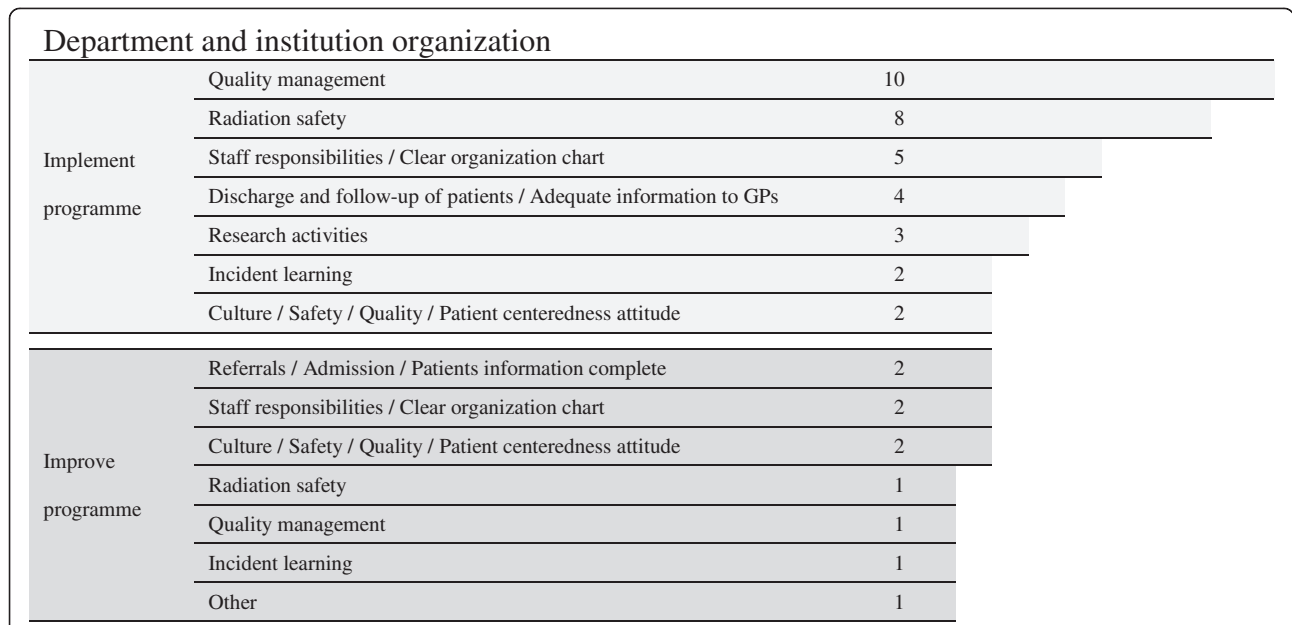 Department and institution organization
Implement
programme
Quality management 10
Radiation safety 8
Staff responsibilities / Clear organization chart 5
Discharge and follow-up of patients / Adequate information to GPs 4
Research activities 3
Incident learning 2
Culture / Safety / Quality / Patient centeredness attitude 2
Improve
programme
Referrals / Admission / Patients information complete 2
Staff responsibilities / Clear organization chart 2
Culture / Safety / Quality / Patient centeredness attitude 2
Radiation safety 1
Quality management 1
Incident learning 1
Other 1